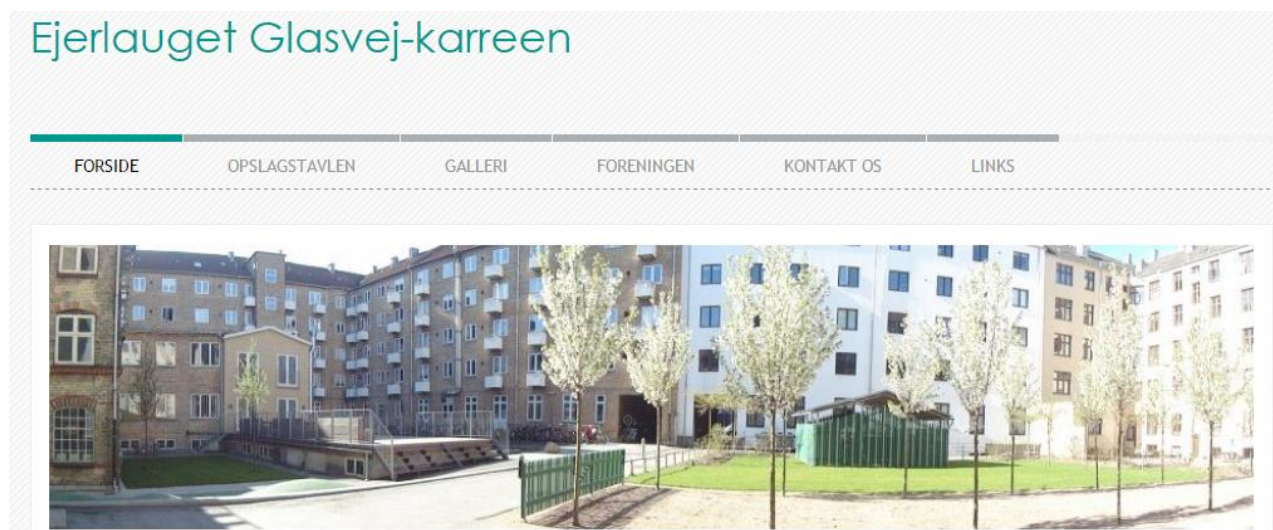 Ejerlauget Glasvej-karreen
FORSIDE OPSLAGSTAVLEN GALLERI FORENINGEN KONTAKT OS LINKS